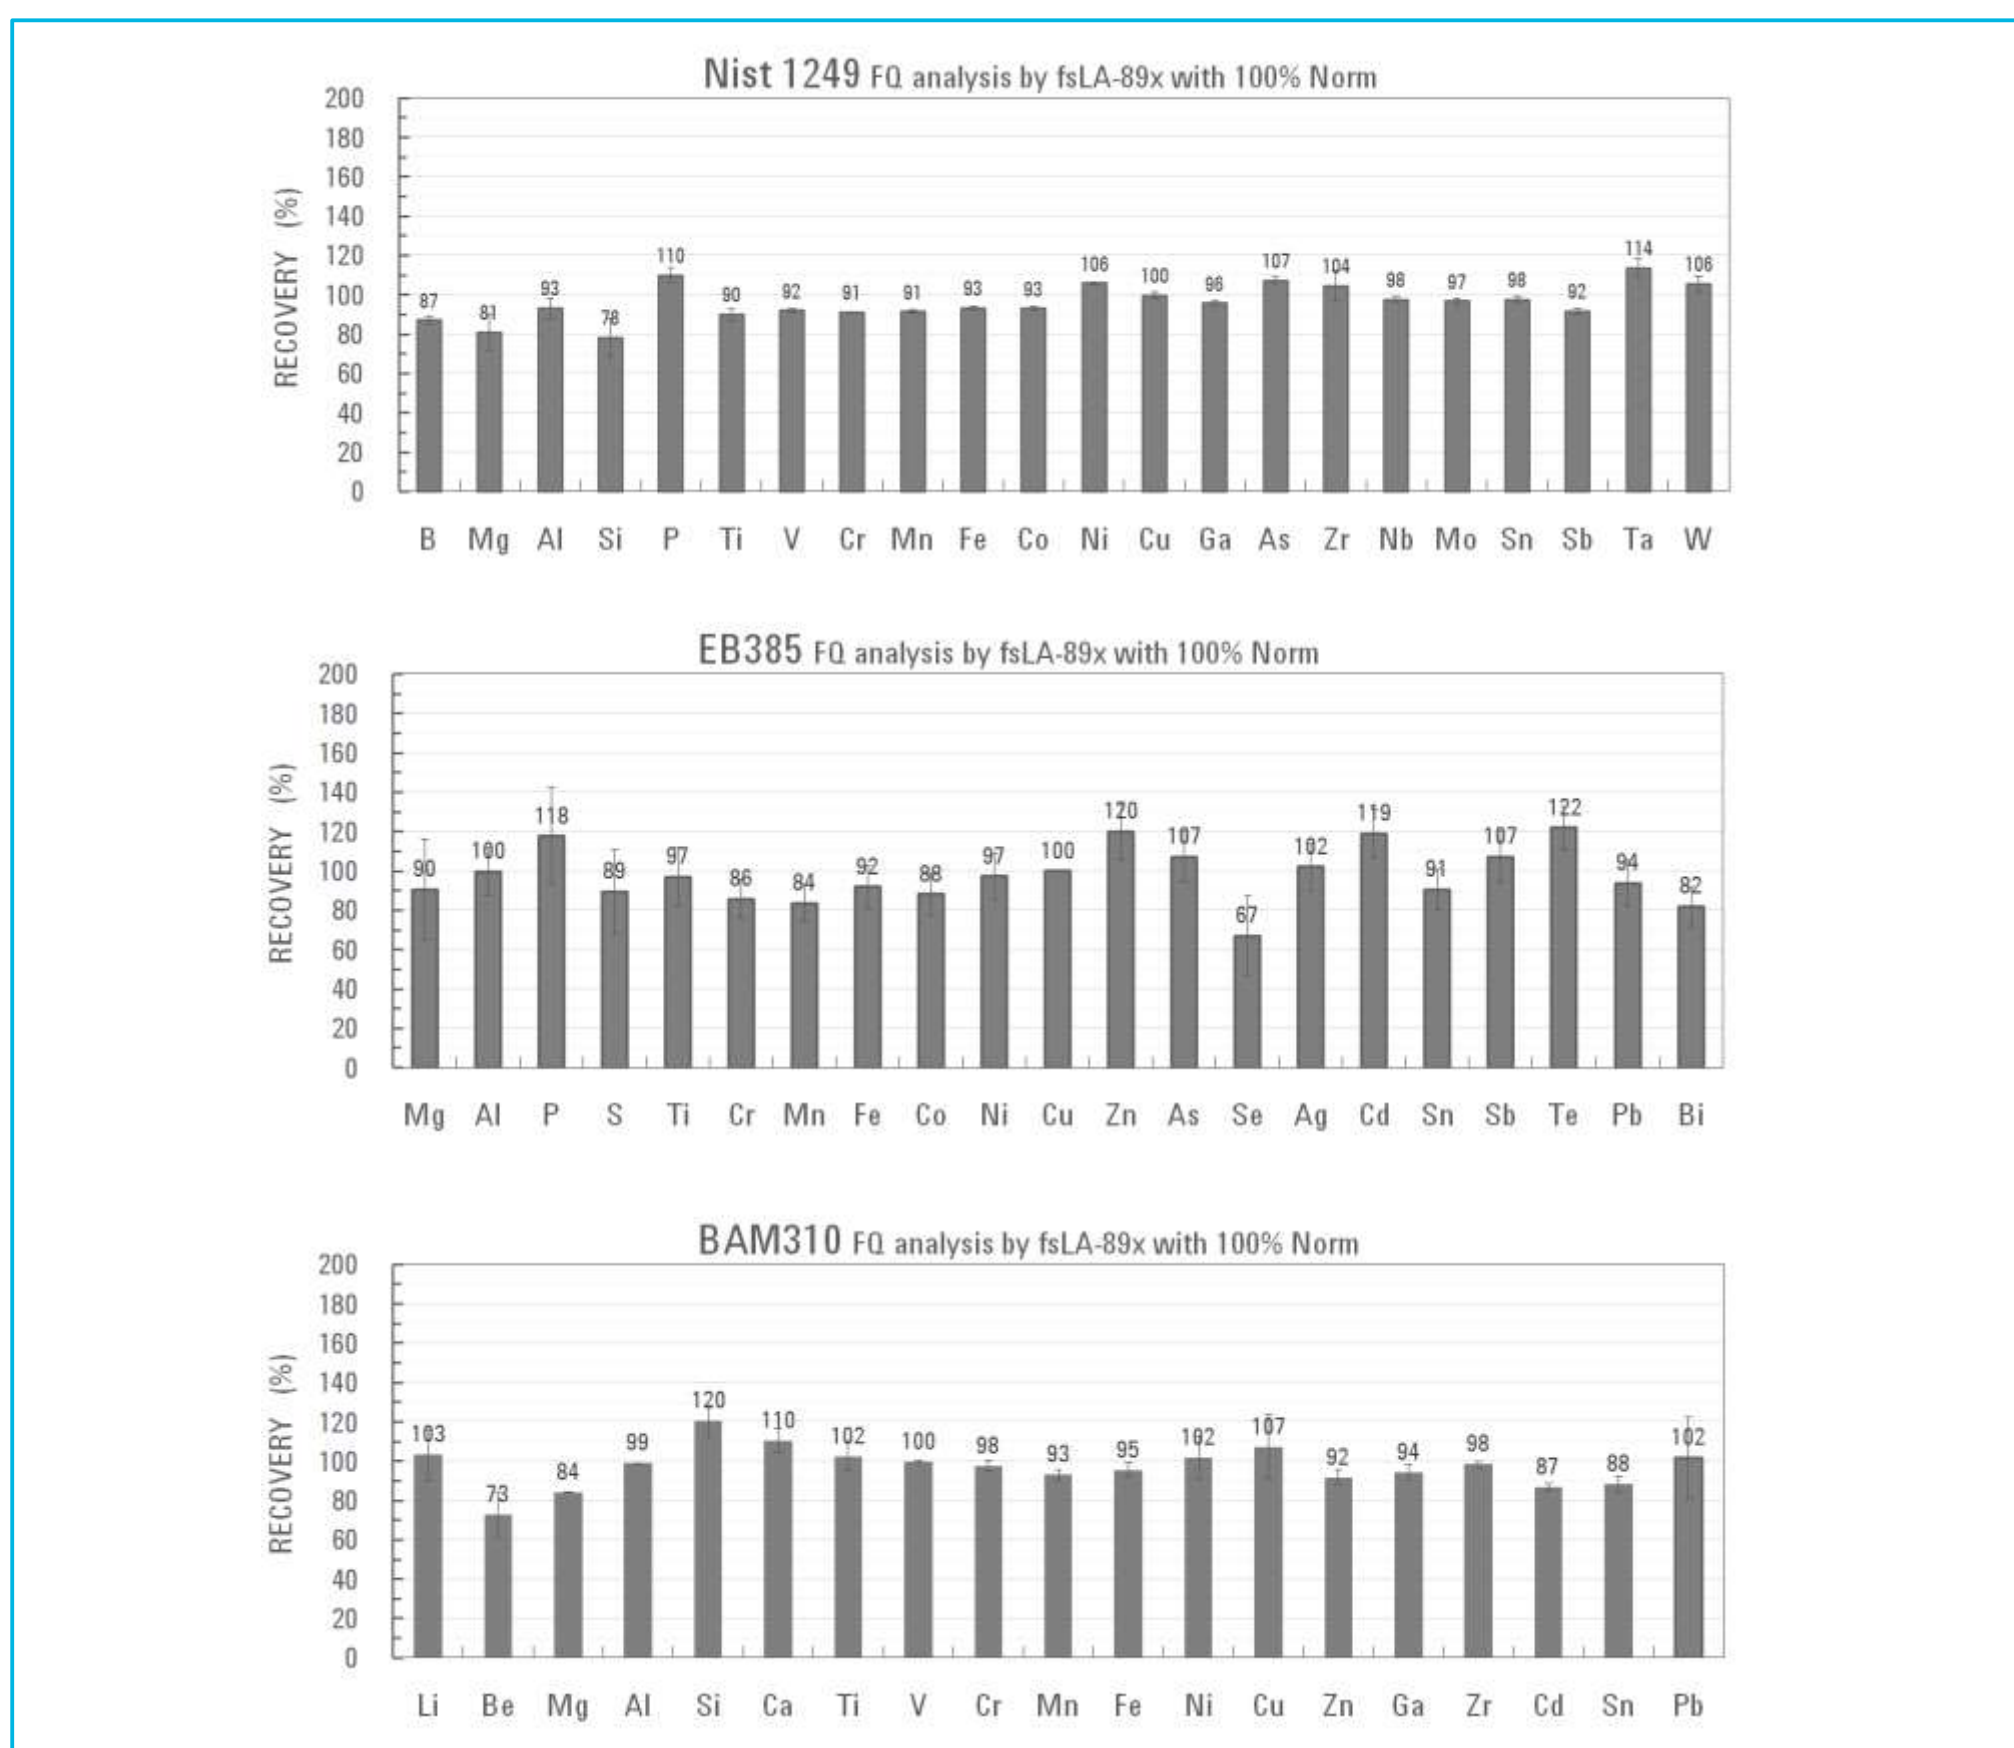 Nist 1249 FQ analysis by fsLA-89x with 100% Norm
RECOVERY (%)
200
180
160
140
120
100
80
60
40
20
0
87 81 93 78 110 90 92 91 91 93 93 106 100 96 107 104 98 97 98 92 114 106
B Mg Al Si P Ti V Cr Mn Fe Co Ni Cu Ga As Zr Nb Mo Sn Sb Ta W
EB385 FQ analysis by fsLA-89x with 100% Norm
RECOVERY (%)
200
180
160
140
120
100
80
60
40
20
0
90 100 118 89 97 86 84 92 88 97 100 120 107 67 102 119 91 107 122 94 82
Mg Al P S Ti Cr Mn Fe Co Ni Cu Zn As Se Ag Cd Sn Sb Te Pb Bi
BAM310 FQ analysis by fsLA-89x with 100% Norm
RECOVERY (%)
200
180
160
140
120
100
80
60
40
20
0
103 73 84 99 120 110 102 100 98 93 95 102 107 92 94 98 87 88 102
Li Be Mg Al Si Ca Ti V Cr Mn Fe Ni Cu Zn Ga Zr Cd Sn Pb